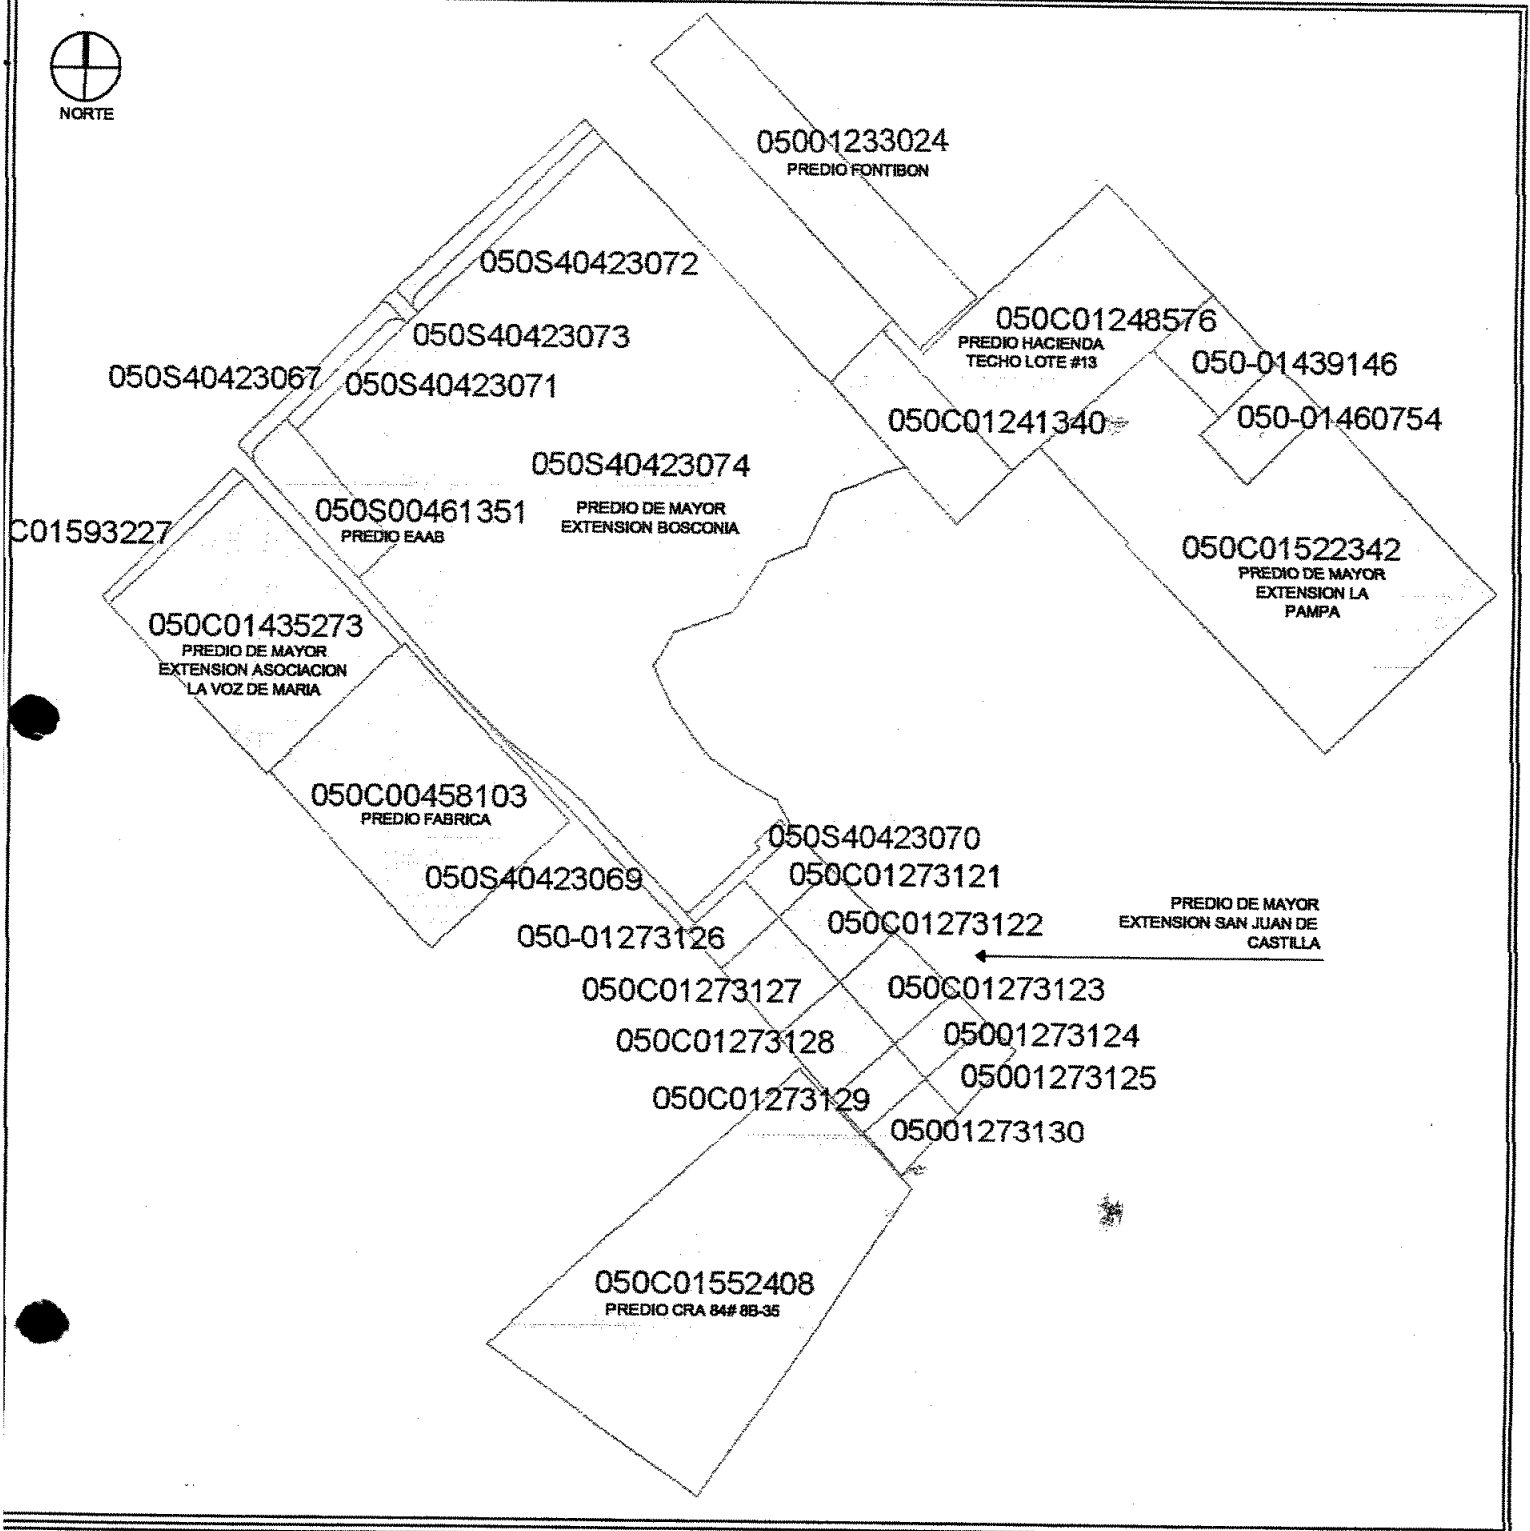 NORTE
05001233024
PREDIO FONTIBON
050S40423072
050C01248576
PREDIO HACIENDA
TECHO LOTE #13
050S40423073
050-01439146
050S40423067
050S40423071
050C01241340
050-01460754
050S40423074
PREDIO DE MAYOR
EXTENSION BOSCONIA
050S00461351
PREDIO EAAB
C01593227
050C01522342
PREDIO DE MAYOR
EXTENSION LA
PAMPA
050C01435273
PREDIO DE MAYOR
EXTENSION ASOCIACION
LA VOZ DE MARIA
050C00458103
PREDIO FABRICA
050S40423070
050C01273121
050S40423069
050C01273122
PREDIO DE MAYOR
EXTENSION SAN JUAN DE
CASTILLA
050-01273126
050C01273127
050C01273123
050C01273128
05001273124
05001273125
050C01273129
05001273130
050C01552408
PREDIO CRA 84# 8B-35